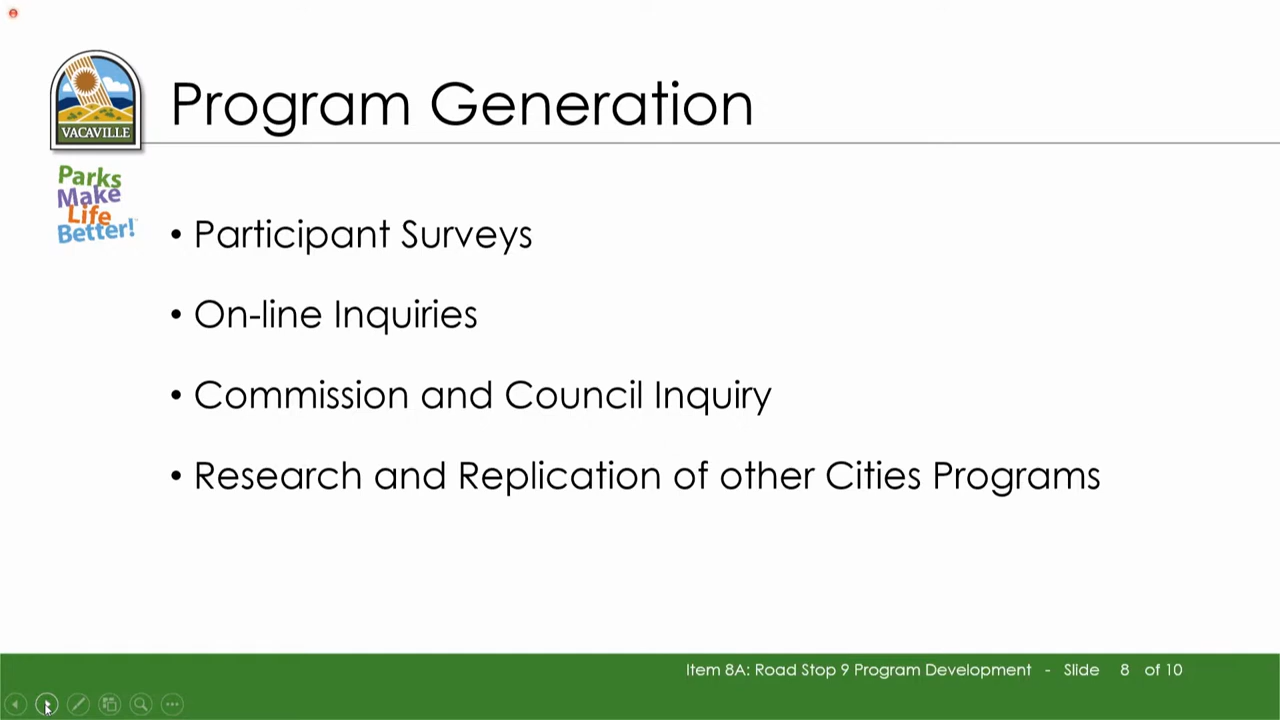 Program Generation
VACAVILLE
Parks
Make
Life
Better!
• Participant Surveys
• On-line Inquiries
• Commission and Council Inquiry
• Research and Replication of other Cities Programs
Item 8A: Road Stop 9 Program Development - Slide 8 of 10